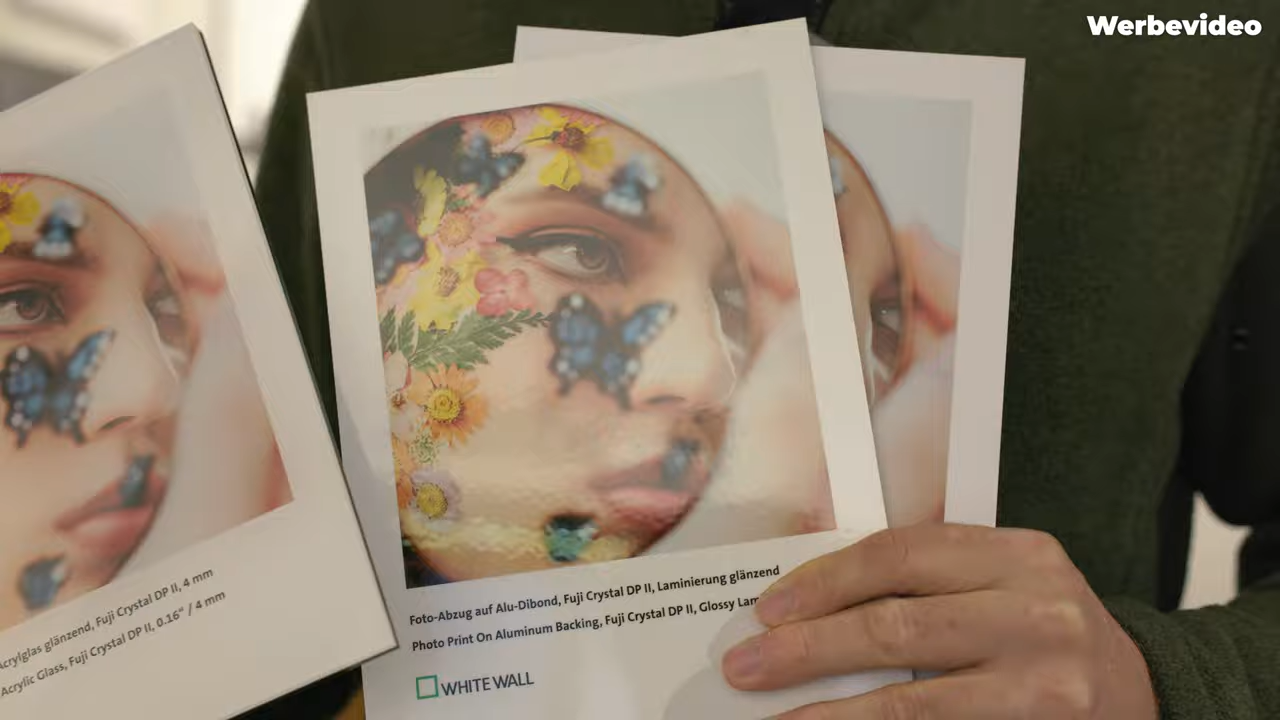 Werbevideo
Acrylglas glänzend, Fuji Crystal DP II, 4 mm
Acrylic Glass, Fuji Crystal DP II, 0.16“ / 4 mm
Foto-Abzug auf Alu-Dibond, Fuji Crystal DP II, Laminierung glänzend
Photo Print On Aluminum Backing, Fuji Crystal DP II, Glossy
WHITE WALL